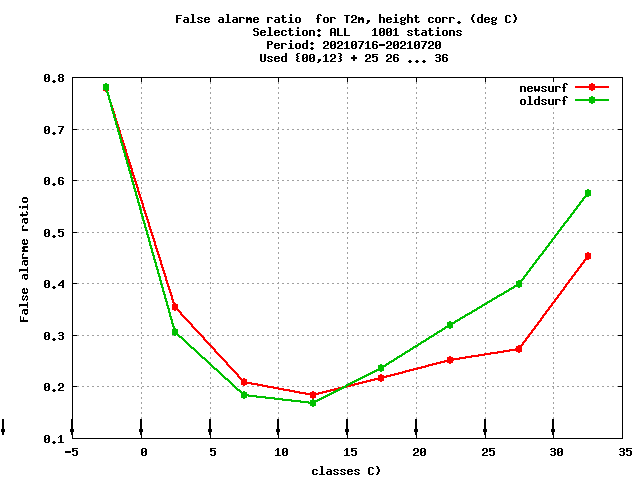 False alarme ratio  for T2m, height corr. (deg C)
Selection: ALL   1001 stations
Period: 20210716-20210720
Used {00,12} + 25 26 ... 36
newsurf
oldsurf
0.8
0.7
0.6
0.5
0.4
0.3
0.2
0.1
False alarme ratio
-5 0 5 10 15 20 25 30 35
classes C)